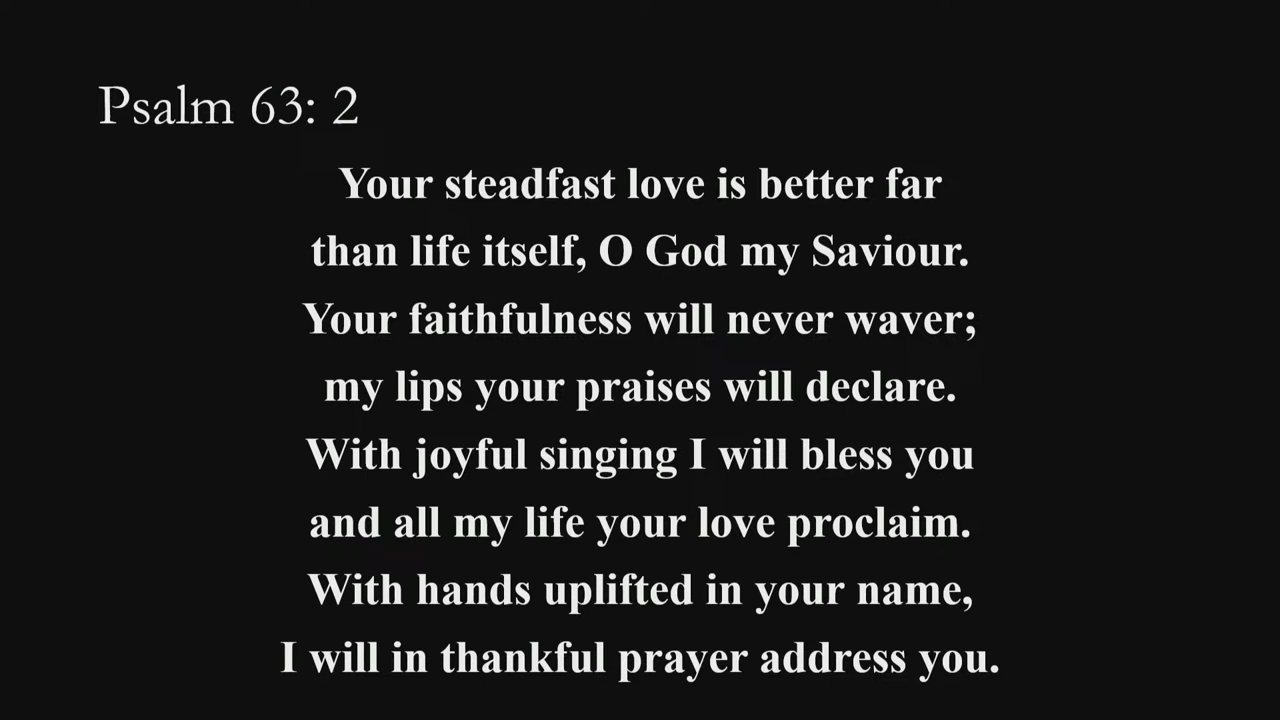 Psalm 63: 2
Your steadfast love is better far
than life itself, O God my Saviour.
Your faithfulness will never waver;
my lips your praises will declare.
With joyful singing I will bless you
and all my life your love proclaim.
With hands uplifted in your name,
I will in thankful prayer address you.